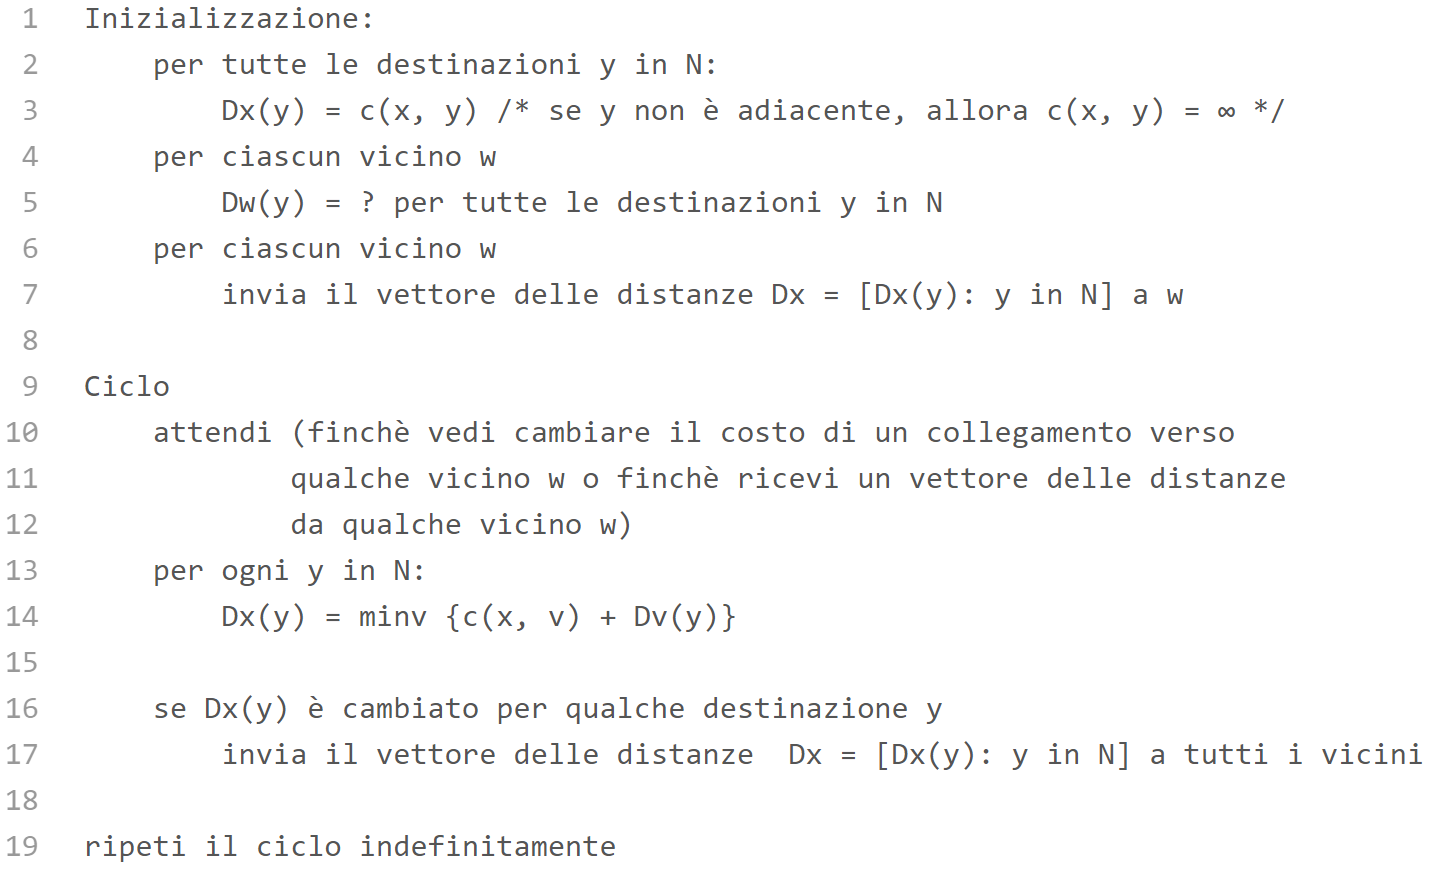 1 Inizializzazione:
2 per tutte le destinazioni y in N:
3 Dx(y) = c(x, y) /* se y non è adiacente, allora c(x, y) = ∞ */
4 per ciascun vicino w
5 Dw(y) = ? per tutte le destinazioni y in N
6 per ciascun vicino w
7 invia il vettore delle distanze Dx = [Dx(y): y in N] a w
8
9 Ciclo
10 attendi (finchè vedi cambiare il costo di un collegamento verso
11 qualche vicino w o finchè ricevi un vettore delle distanze
12 da qualche vicino w)
13 per ogni y in N:
14 Dx(y) = minv {c(x, v) + Dv(y)}
15
16 se Dx(y) è cambiato per qualche destinazione y
17 invia il vettore delle distanze  Dx = [Dx(y): y in N] a tutti i vicini
18
19 ripeti il ciclo indefinitamente